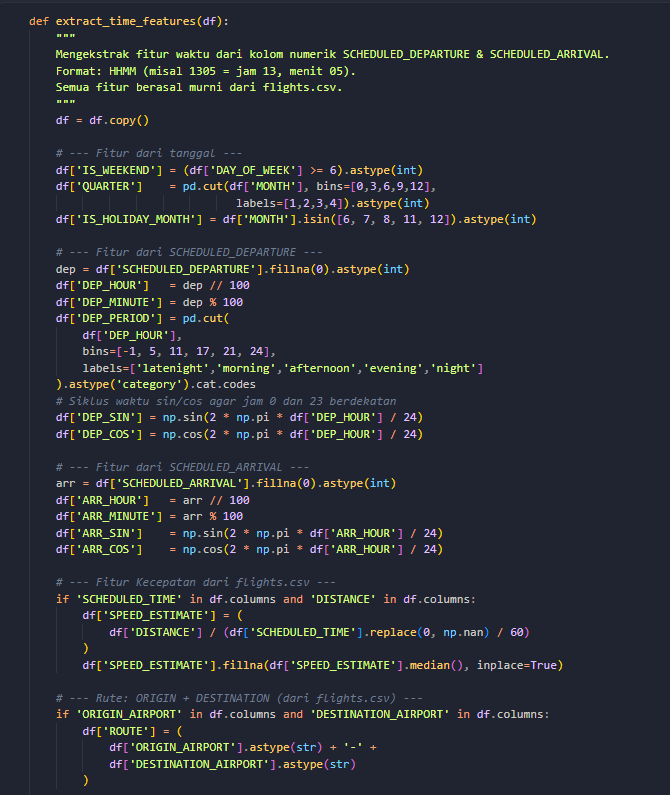 def extract_time_features(df):
    """
    Mengekstrak fitur waktu dari kolom numerik SCHEDULED_DEPARTURE & SCHEDULED_ARRIVAL.
    Format: HHMM (misal 1305 = jam 13, menit 05).
    Semua fitur berasal murni dari flights.csv.
    """
    df = df.copy()

    # --- Fitur dari tanggal ---
    df['IS_WEEKEND'] = (df['DAY_OF_WEEK'] >= 6).astype(int)
    df['QUARTER']    = pd.cut(df['MONTH'], bins=[0,3,6,9,12],
                               labels=[1,2,3,4]).astype(int)
    df['IS_HOLIDAY_MONTH'] = df['MONTH'].isin([6, 7, 8, 11, 12]).astype(int)

    # --- Fitur dari SCHEDULED_DEPARTURE ---
    dep = df['SCHEDULED_DEPARTURE'].fillna(0).astype(int)
    df['DEP_HOUR']   = dep // 100
    df['DEP_MINUTE'] = dep % 100
    df['DEP_PERIOD'] = pd.cut(
        df['DEP_HOUR'],
        bins=[-1, 5, 11, 17, 21, 24],
        labels=['latenight','morning','afternoon','evening','night']
    ).astype('category').cat.codes
    # Siklus waktu sin/cos agar jam 0 dan 23 berdekatan
    df['DEP_SIN'] = np.sin(2 * np.pi * df['DEP_HOUR'] / 24)
    df['DEP_COS'] = np.cos(2 * np.pi * df['DEP_HOUR'] / 24)

    # --- Fitur dari SCHEDULED_ARRIVAL ---
    arr = df['SCHEDULED_ARRIVAL'].fillna(0).astype(int)
    df['ARR_HOUR']   = arr // 100
    df['ARR_MINUTE'] = arr % 100
    df['ARR_SIN']    = np.sin(2 * np.pi * df['ARR_HOUR'] / 24)
    df['ARR_COS']    = np.cos(2 * np.pi * df['ARR_HOUR'] / 24)

    # --- Fitur Kecepatan dari flights.csv ---
    if 'SCHEDULED_TIME' in df.columns and 'DISTANCE' in df.columns:
        df['SPEED_ESTIMATE'] = (
            df['DISTANCE'] / (df['SCHEDULED_TIME'].replace(0, np.nan) / 60)
        )
        df['SPEED_ESTIMATE'].fillna(df['SPEED_ESTIMATE'].median(), inplace=True)

    # --- Rute: ORIGIN + DESTINATION (dari flights.csv) ---
    if 'ORIGIN_AIRPORT' in df.columns and 'DESTINATION_AIRPORT' in df.columns:
        df['ROUTE'] = (
            df['ORIGIN_AIRPORT'].astype(str) + '-' +
            df['DESTINATION_AIRPORT'].astype(str)
        )